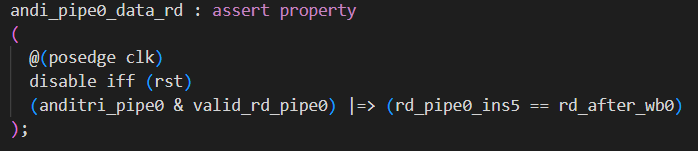 andi_pipe0_data_rd : assert property
(
@(posedge clk)
disable iff (rst)
(anditri_pipe0 & valid_rd_pipe0) |=> (rd_pipe0_ins5 == rd_after_wb0)
);